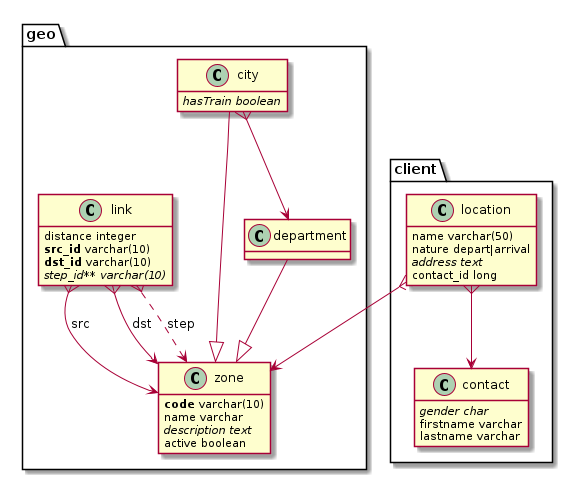 geo
C city
hasTrain boolean
client
C link
distance integer
src_id varchar(10)
dst_id varchar(10)
step_id** varchar(10)
C department
C location
name varchar(50)
nature depart|arrival
address text
contact_id long
src
dst
step
C zone
code varchar(10)
name varchar
description text
active boolean
C contact
gender char
firstname varchar
lastname varchar